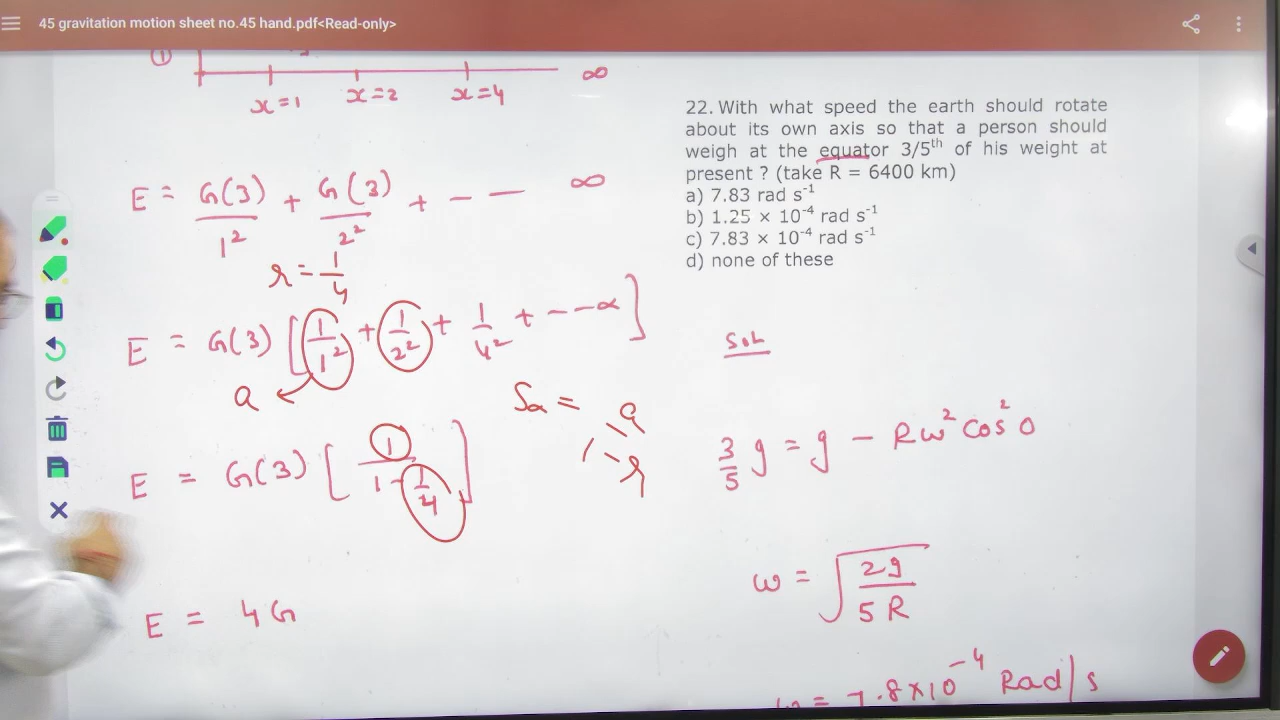 45 gravitation motion sheet no.45 hand.pdf<Read-only>
①
∞
x=1 x=2 x=4
E = G(3)/1² + G(3)/2² + - — ∞
r = 1/4
E = G(3) [1/1² + 1/2² + 1/4² + - - - α]
a
S∞ = a/1-r
E = G(3) [1/1-1/4]
E = 4G
22. With what speed the earth should rotate
about its own axis so that a person should
weigh at the equator 3/5th of his weight at
present ? (take R = 6400 km)
a) 7.83 rad s⁻¹
b) 1.25 × 10⁻⁴ rad s⁻¹
c) 7.83 × 10⁻⁴ rad s⁻¹
d) none of these
Sol
3/5 g = g - Rω² Cos² 0
ω = √2g/5R
= 7.8×10⁻⁴ Rad/s